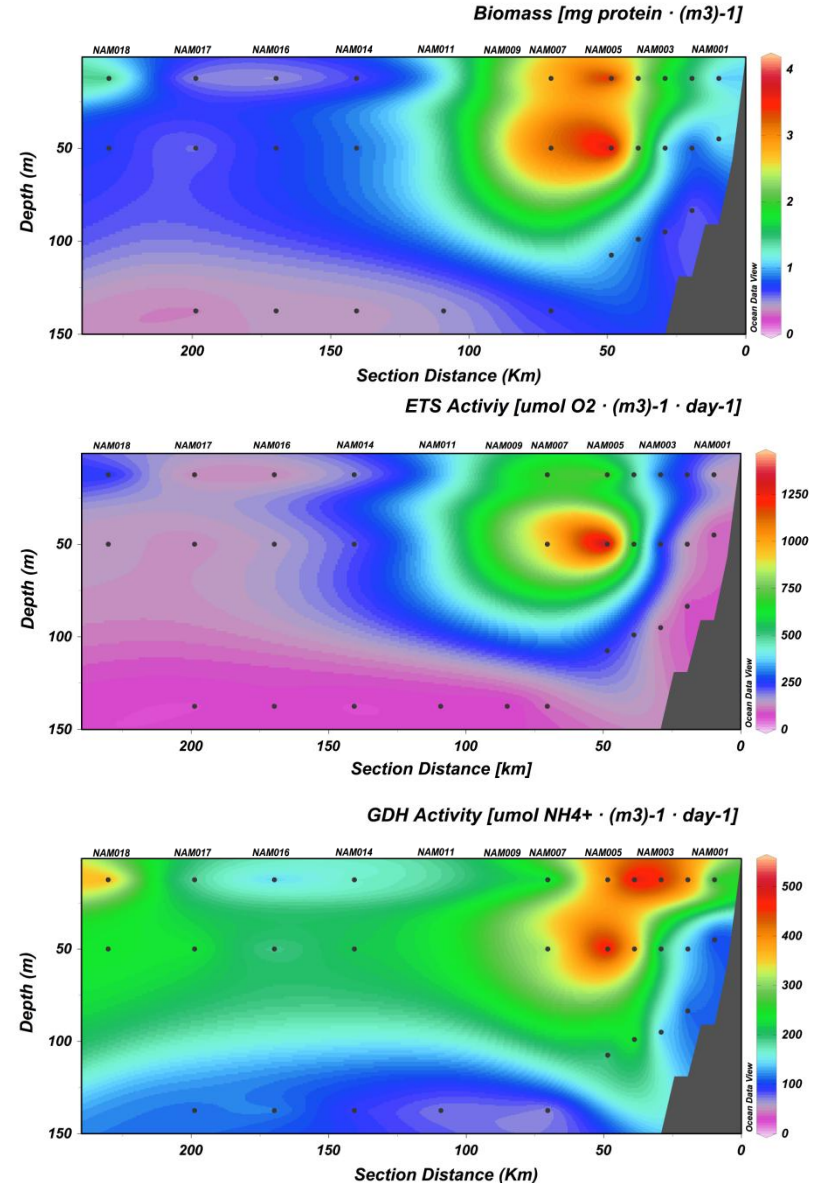 Biomass [mg protein · (m3)-1]
NAM018 NAM017 NAM016 NAM014 NAM011 NAM009 NAM007 NAM005 NAM003 NAM001
4
3
2
1
0
Depth (m)
50
100
150
Ocean Data View
200 150 100 50 0
Section Distance (Km)
ETS Activiy [umol O2 · (m3)-1 · day-1]
NAM018 NAM017 NAM016 NAM014 NAM011 NAM009 NAM007 NAM005 NAM003 NAM001
1250
1000
750
500
250
0
Depth (m)
50
100
150
Ocean Data View
200 150 100 50 0
Section Distance [km]
GDH Activity [umol NH4+ · (m3)-1 · day-1]
NAM018 NAM017 NAM016 NAM014 NAM011 NAM009 NAM007 NAM005 NAM003 NAM001
500
400
300
200
100
0
Depth (m)
50
100
150
Ocean Data View
200 150 100 50 0
Section Distance (Km)